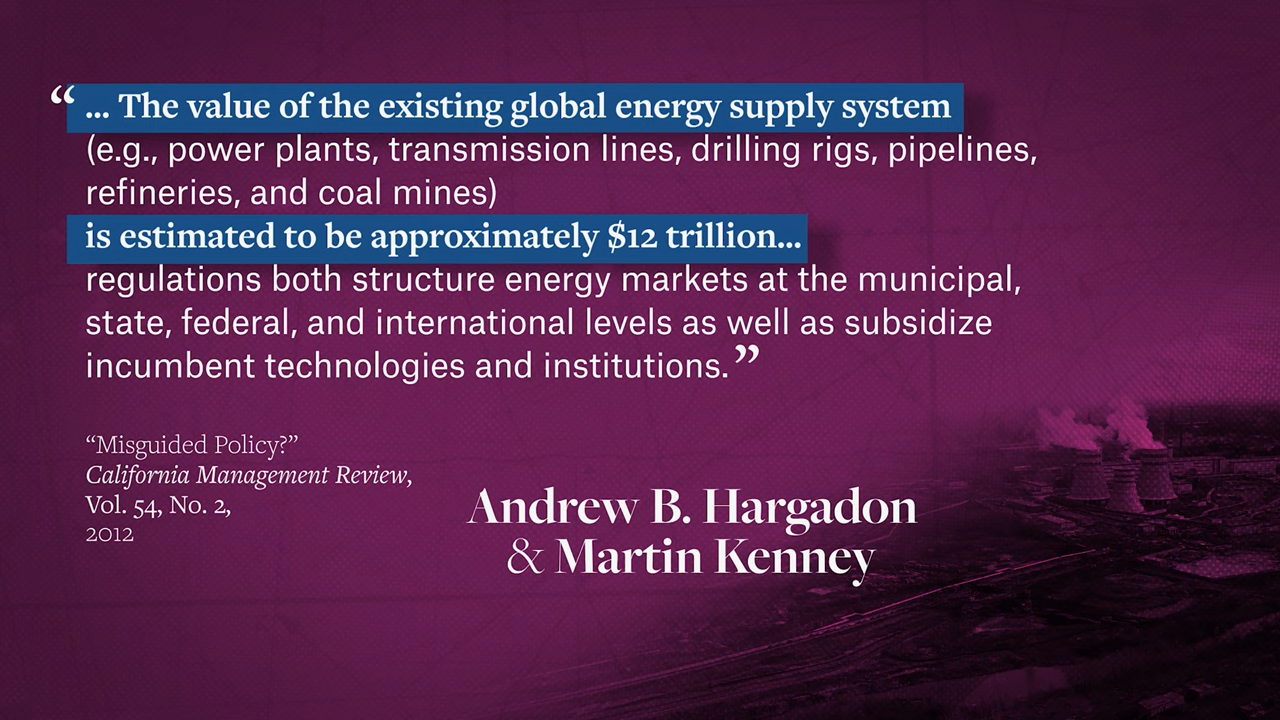 “... The value of the existing global energy supply system
(e.g., power plants, transmission lines, drilling rigs, pipelines,
refineries, and coal mines)
is estimated to be approximately $12 trillion...
regulations both structure energy markets at the municipal,
state, federal, and international levels as well as subsidize
incumbent technologies and institutions.”
“Misguided Policy?”
California Management Review,
Vol. 54, No. 2,
2012
Andrew B. Hargadon
& Martin Kenney